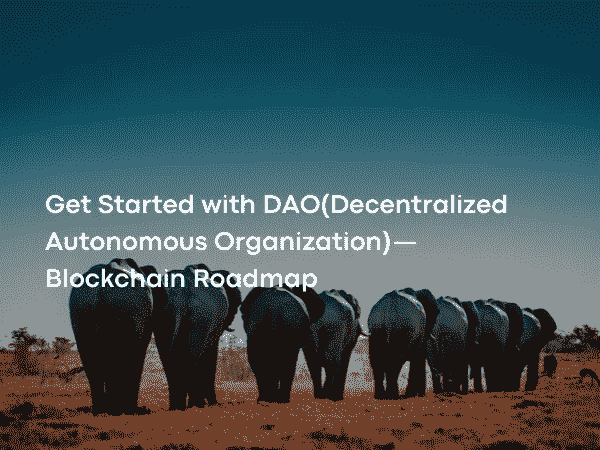 Get Started with DAO(Decentralized
Autonomous Organization)—
Blockchain Roadmap